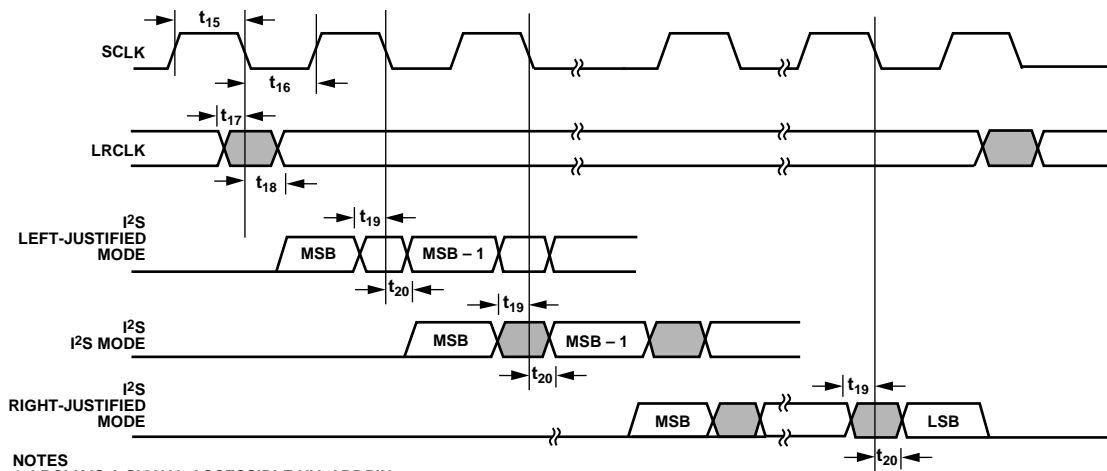 t15
SCLK
t16
t17
LRCLK
t18
I2S
LEFT-JUSTIFIED
MODE
t19
MSB
MSB – 1
t20
I2S
I2S MODE
t19
MSB
MSB – 1
t20
I2S
RIGHT-JUSTIFIED
MODE
t19
MSB
LSB
t20
NOTES